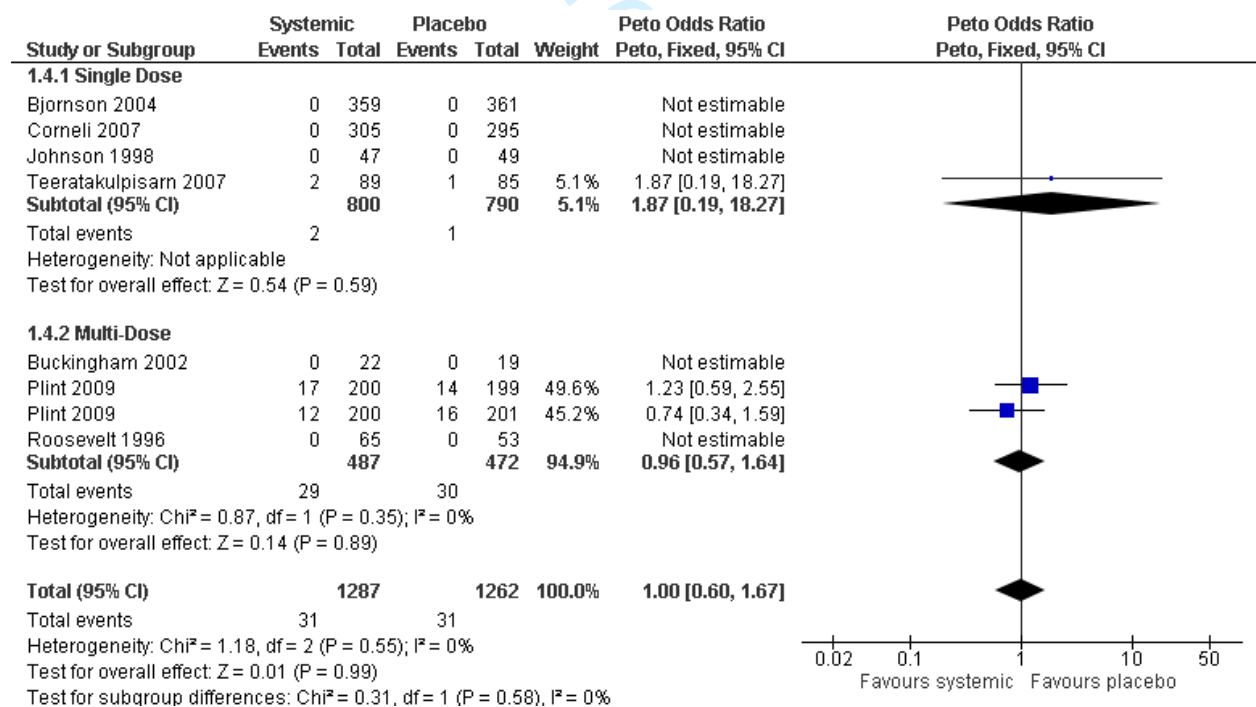 Systemic Placebo Peto Odds Ratio Peto Odds Ratio
Study or Subgroup Events Total Events Total Weight Peto, Fixed, 95% CI Peto, Fixed, 95% CI
1.4.1 Single Dose
Bjornson 2004 0 359 0 361 Not estimable
Corneli 2007 0 305 0 295 Not estimable
Johnson 1998 0 47 0 49 Not estimable
Teeratakulpisarn 2007 2 89 1 85 5.1% 1.87 [0.19, 18.27]
Subtotal (95% CI) 800 790 5.1% 1.87 [0.19, 18.27]
Total events 2 1
Heterogeneity: Not applicable
Test for overall effect: Z = 0.54 (P = 0.59)
1.4.2 Multi-Dose
Buckingham 2002 0 22 0 19 Not estimable
Plint 2009 17 200 14 199 49.6% 1.23 [0.59, 2.55]
Plint 2009 12 200 16 201 45.2% 0.74 [0.34, 1.59]
Roosevelt 1996 0 65 0 53 Not estimable
Subtotal (95% CI) 487 472 94.9% 0.96 [0.57, 1.64]
Total events 29 30
Heterogeneity: Chi² = 0.87, df = 1 (P = 0.35); I² = 0%
Test for overall effect: Z = 0.14 (P = 0.89)
Total (95% CI) 1287 1262 100.0% 1.00 [0.60, 1.67]
Total events 31 31
Heterogeneity: Chi² = 1.18, df = 2 (P = 0.55); I² = 0%
Test for overall effect: Z = 0.01 (P = 0.99)
Test for subgroup differences: Chi² = 0.31, df = 1 (P = 0.58), I² = 0%
0.02 0.1 1 10 50
Favours systemic Favours placebo